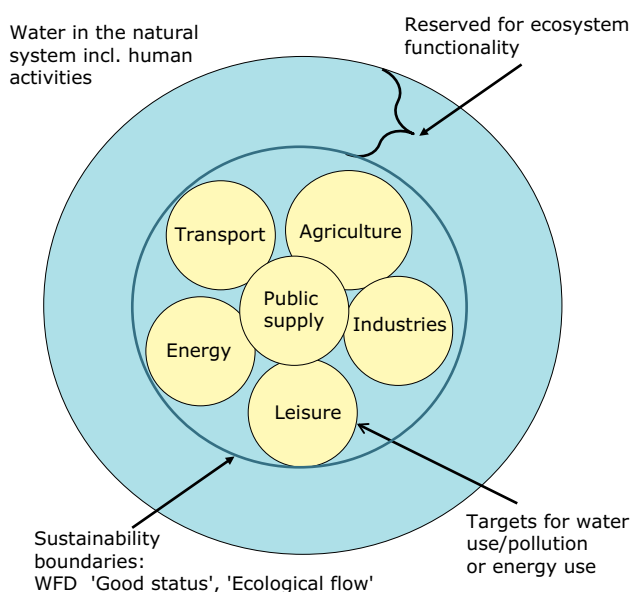 Water in the natural
system incl. human
activities
Reserved for ecosystem
functionality
Transport
Agriculture
Public
supply
Industries
Energy
Leisure
Sustainability
boundaries:
WFD 'Good status', 'Ecological flow'
Targets for water
use/pollution
or energy use